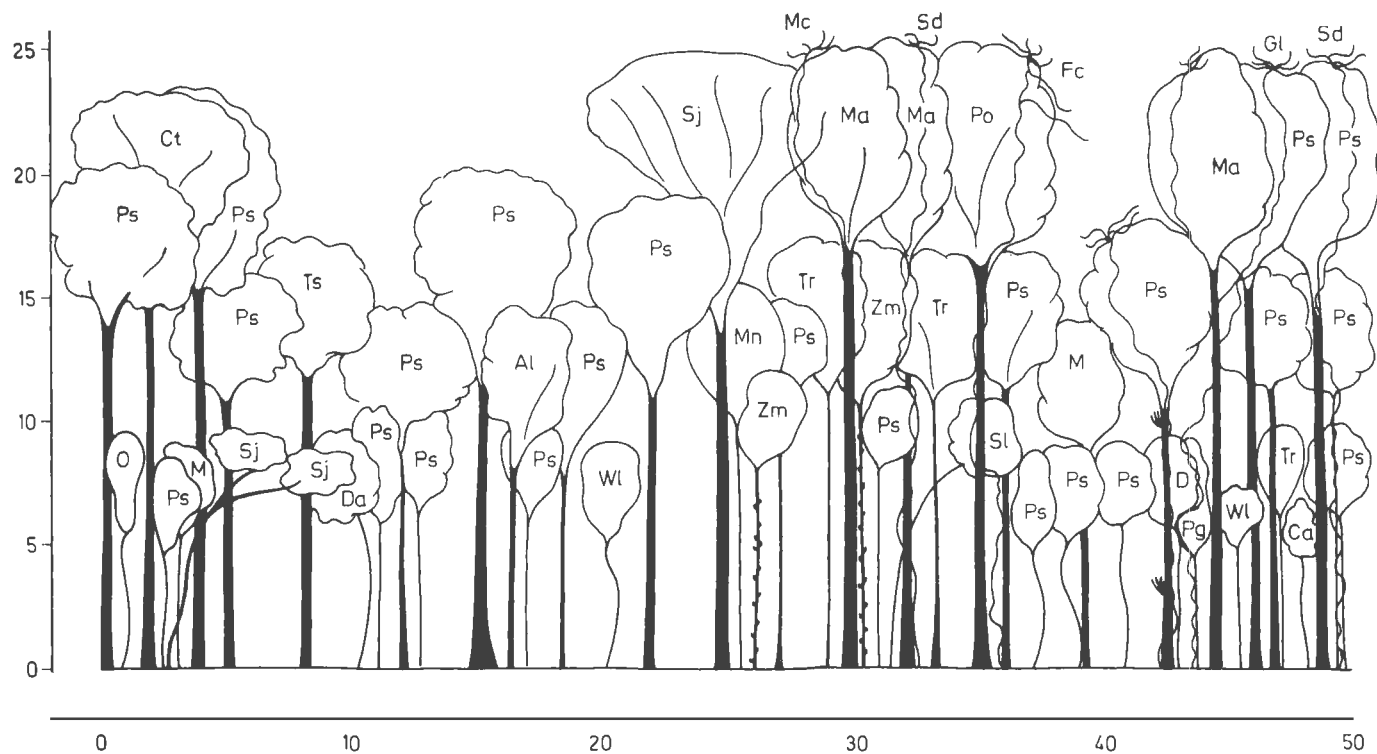 25 Mc Sd Gl Sd
Fc
Ct Sj Ma Ma Po Ma Ps Ps
20
Ps Ps Ps Ps
Ts Tr Zm Tr Ps Ps
15
Ps Ps Al Ps Mn Ps M Ps Ps
10
Zm Ps Sl
O M Sj Sj Ps Ps Ps Wl Ps Ps D Tr Ps
Ps Da Ps Pg Wl Ca
5
0
0 10 20 30 40 50